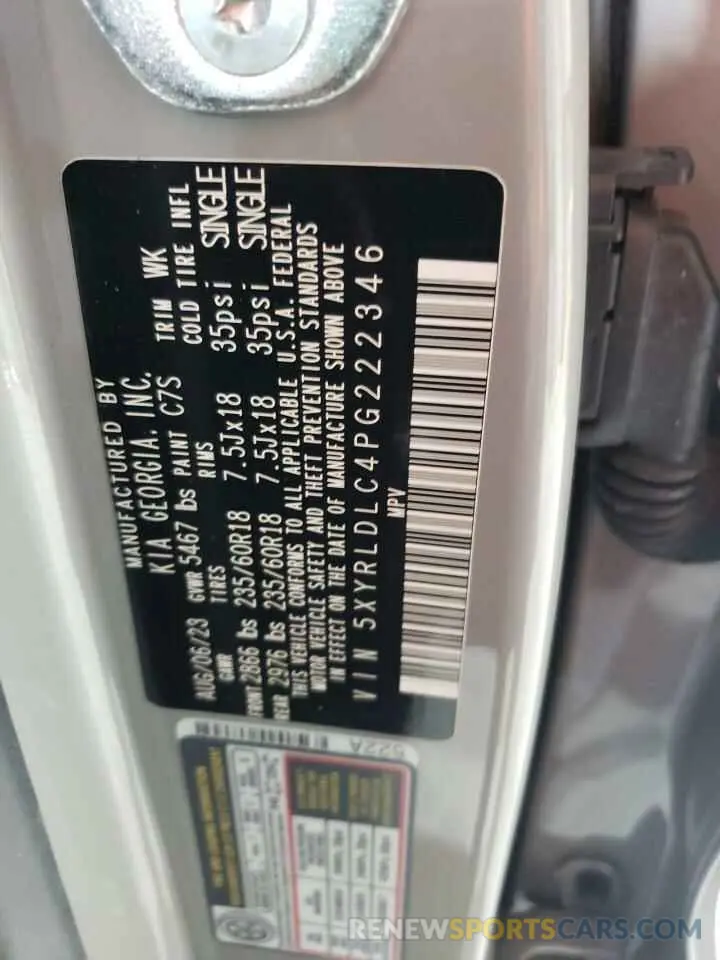 MANUFACTURED BY
KIA GEORGIA, INC.
AUG/06/23 GVWR 5467 lbs PAINT C7S TRIM WK
GWR TIRES RIMS COLD TIRE INFL
FRONT 2866 lbs 235/60R18 7.5Jx18 35psi SINGLE
REAR 2976 lbs 235/60R18 7.5Jx18 35psi SINGLE
THIS VEHICLE CONFORMS TO ALL APPLICABLE U.S.A. FEDERAL
MOTOR VEHICLE SAFETY AND THEFT PREVENTION STANDARDS
IN EFFECT ON THE DATE OF MANUFACTURE SHOWN ABOVE
VIN 5XYRLDLC4PG222346
MPV
522A
RENEWSPORTSCARS.COM